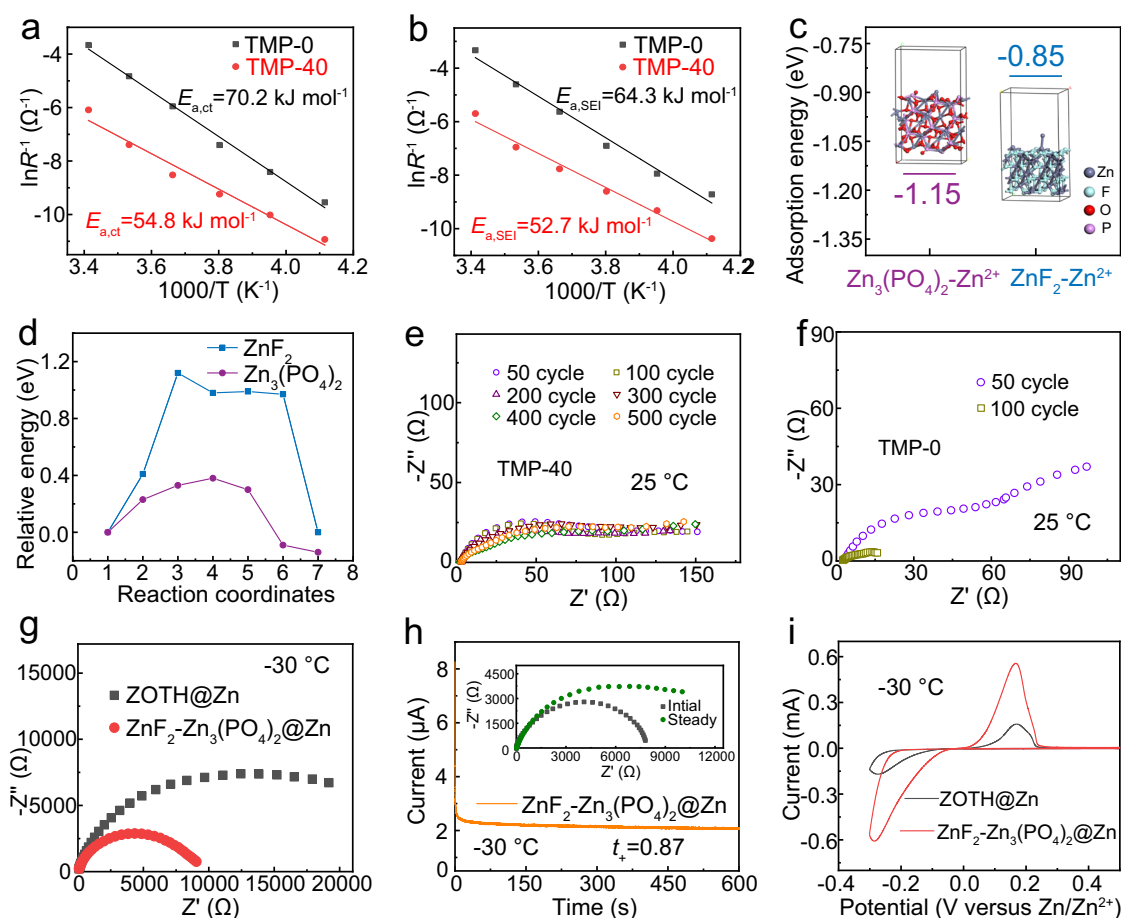 a
TMP-0
TMP-40
E_a,ct=70.2 kJ mol⁻¹
E_a,ct=54.8 kJ mol⁻¹
lnR⁻¹ (Ω⁻¹)
-4
-6
-8
-10
3.4 3.6 3.8 4.0 4.2
1000/T (K⁻¹)
b
TMP-0
TMP-40
E_a,SEI=64.3 kJ mol⁻¹
E_a,SEI=52.7 kJ mol⁻¹
lnR⁻¹ (Ω⁻¹)
-4
-6
-8
-10
3.4 3.6 3.8 4.0 4.2
1000/T (K⁻¹)
c
Adsorption energy (eV)
-0.75
-0.90
-1.05
-1.20
-1.35
-0.85
-1.15
Zn
F
O
P
Zn₃(PO₄)₂-Zn²⁺ ZnF₂-Zn²⁺
d
ZnF₂
Zn₃(PO₄)₂
Relative energy (eV)
1.2
0.8
0.4
0.0
0 1 2 3 4 5 6 7 8
Reaction coordinates
e
50 cycle 100 cycle
200 cycle 300 cycle
400 cycle 500 cycle
TMP-40
25 °C
-Z" (Ω)
125
100
75
50
25
0
0 50 100 150 200
Z' (Ω)
f
50 cycle
100 cycle
TMP-0
25 °C
-Z" (Ω)
90
60
30
0
0 30 60 90
Z' (Ω)
g
-30 °C
ZOTH@Zn
ZnF₂-Zn₃(PO₄)₂@Zn
-Z" (Ω)
15000
10000
5000
0
0 5000 10000 15000 20000
Z' (Ω)
h
Current (μA)
8
6
4
2
0
-Z" (Ω)
4500
3000
1500
0
Intial
Steady
0 3000 6000 9000 12000
Z' (Ω)
ZnF₂-Zn₃(PO₄)₂@Zn
-30 °C
t₊=0.87
0 150 300 450 600
Time (s)
i
-30 °C
ZOTH@Zn
ZnF₂-Zn₃(PO₄)₂@Zn
Current (mA)
0.6
0.3
0.0
-0.3
-0.6
-0.4 -0.2 0.0 0.2 0.4
Potential (V versus Zn/Zn²⁺)